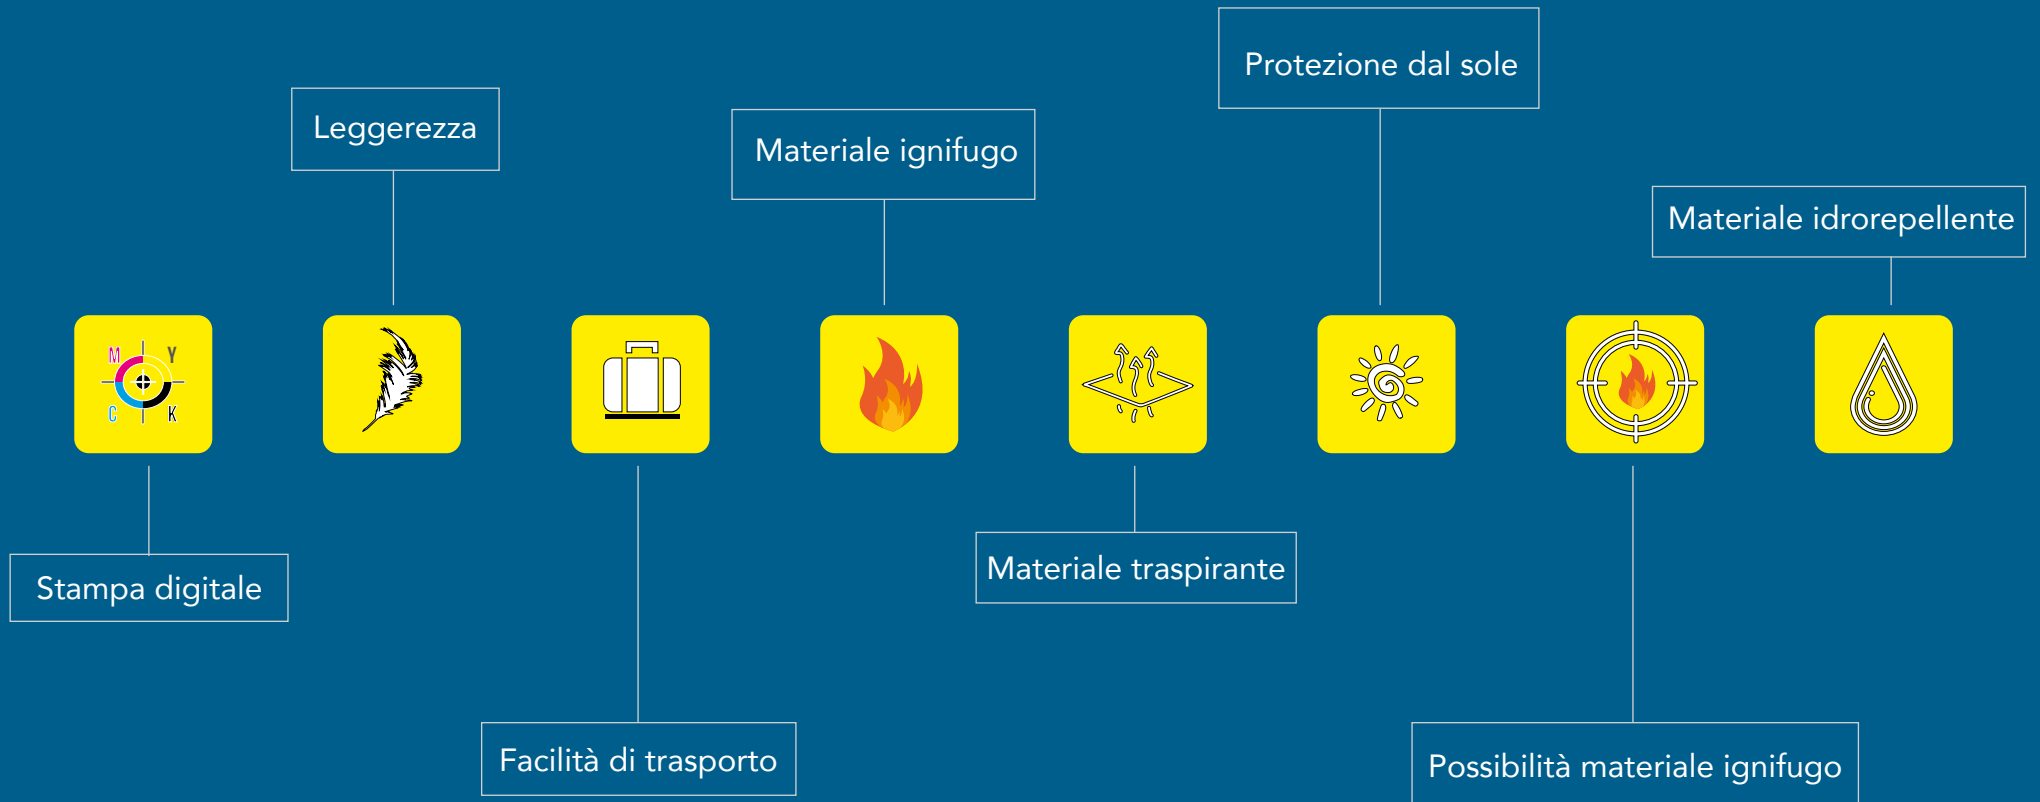 Protezione dal sole
Leggerezza
Materiale ignifugo
Materiale idrorepellente
M Y
C K
Stampa digitale
Materiale traspirante
Facilità di trasporto
Possibilità materiale ignifugo